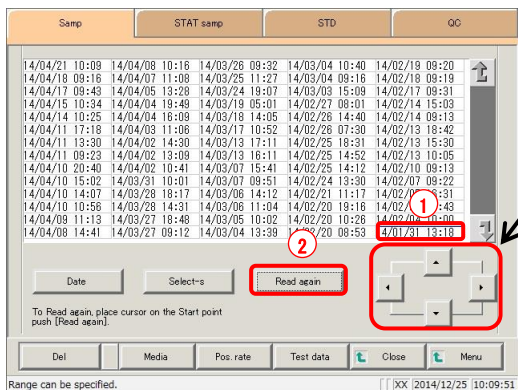 Samp STAT samp STD QC
14/04/21 10:09 14/04/08 10:16 14/03/26 09:32 14/03/04 10:40 14/02/19 09:20
14/04/18 09:16 14/04/07 11:08 14/03/25 11:27 14/03/04 09:16 14/02/18 09:19
14/04/17 09:43 14/04/05 13:28 14/03/24 19:07 14/03/03 15:09 14/02/17 09:31
14/04/15 10:34 14/04/04 19:49 14/03/19 05:01 14/02/27 08:01 14/02/14 15:03
14/04/14 10:25 14/04/04 16:09 14/03/18 14:05 14/02/26 14:40 14/02/14 09:13
14/04/11 17:18 14/04/03 11:06 14/03/17 10:52 14/02/26 07:30 14/02/13 18:42
14/04/11 13:30 14/04/02 14:30 14/03/13 17:11 14/02/25 18:31 14/02/13 15:30
14/04/11 09:23 14/04/02 13:09 14/03/13 16:11 14/02/25 14:52 14/02/13 10:05
14/04/10 20:40 14/04/02 10:41 14/03/07 15:41 14/02/25 14:12 14/02/10 09:13
14/04/10 15:02 14/03/31 10:01 14/03/07 09:51 14/02/24 13:30 14/02/07 09:22
14/04/10 14:07 14/03/28 18:17 14/03/06 14:12 14/02/21 11:17 14/02/07 :31
14/04/10 10:56 14/03/28 14:31 14/03/06 11:04 14/02/20 19:16 14/02/0 :43
14/04/09 11:13 14/03/27 18:48 14/03/05 10:02 14/02/20 10:26 14/02/04 10:00
14/04/08 14:41 14/03/27 09:12 14/03/04 13:39 /20 08:53 14/01/31 13:18
1
2
Date Select-s Read again
To Read again, place cursor on the Start point
push [Read again].
Del Media Pos.rate Test data Close Menu
Range can be specified. XX 2014/12/25 10:09:51